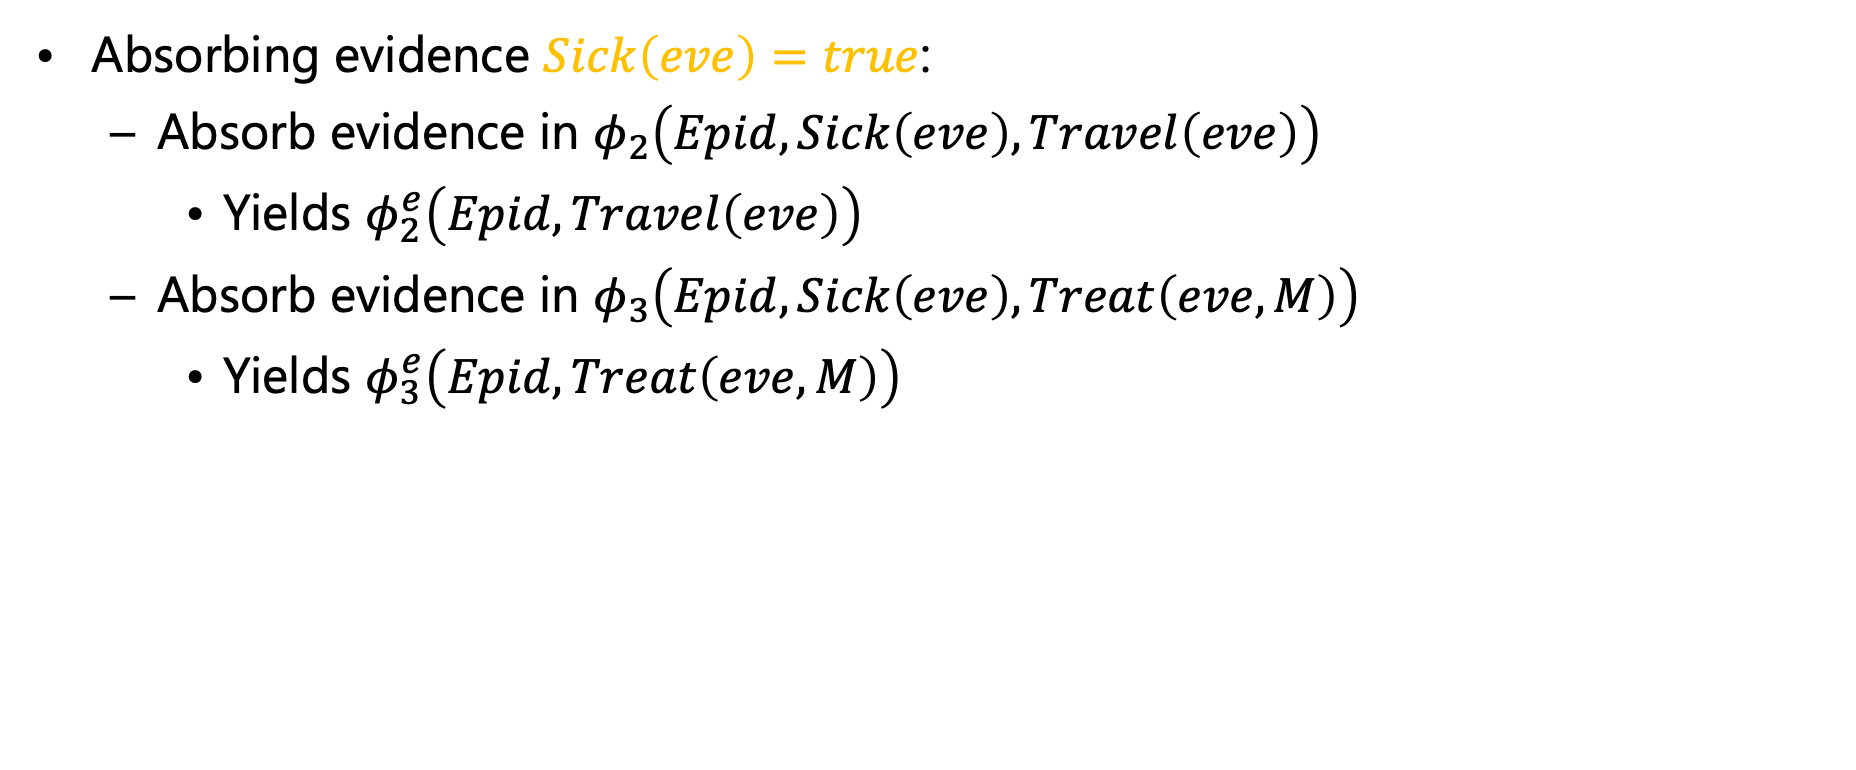 • Absorbing evidence Sick(eve) = true:
– Absorb evidence in ϕ₂(Epid, Sick(eve), Travel(eve))
• Yields ϕ₂ᵉ(Epid, Travel(eve))
– Absorb evidence in ϕ₃(Epid, Sick(eve), Treat(eve, M))
• Yields ϕ₃ᵉ(Epid, Treat(eve, M))